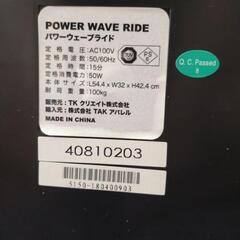 POWER WAVE RIDE
パワーウェーブライド
定格電圧：AC100V
定格周波数：50/60Hz
定格時間：15分
定格消費電力：50W
本体サイズ：L54.4 x W32 x H42.4 cm
耐荷重：100kg
販売元：TK クリエイト株式会社
輸入元：株式会社 TAK アパレル
MADE IN CHINA
PS
E
Q.C.Passed
8
40810203
5150-180400903